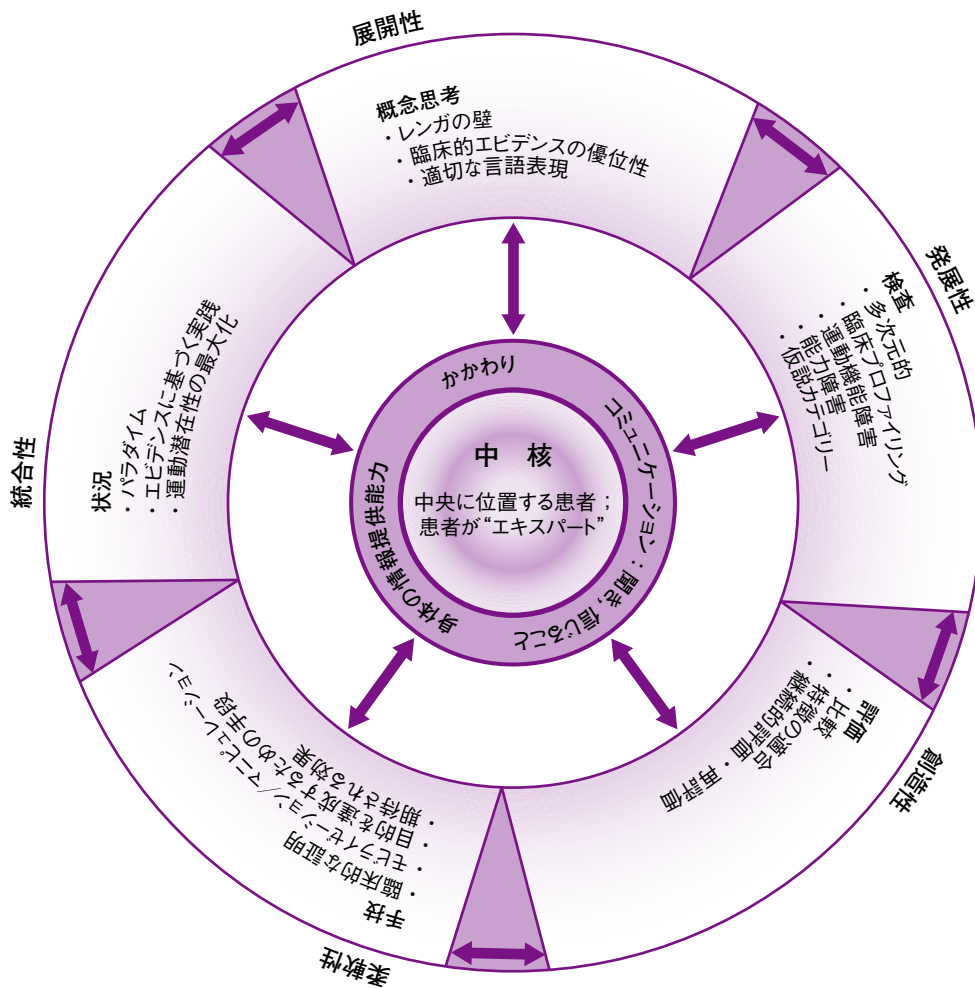 展開性
概念思考
・レンガの壁
・臨床的エビデンスの優位性
・適切な言語表現
発展性
検査
・多次元的
・臨床プロファイリング
・運動機能障害
・能力障害
・仮説カテゴリー
創造性
評価
・比較
・特徴の適合
・継続的評価・再評価
柔軟性
手技
・臨床的な証明
・モビライゼーション/マニピュレーション
・目的を達成するための手段
・期待される効果
統合性
状況
・パラダイム
・エビデンスに基づく実践
・運動潜在性の最大化
かかわり
コミュニケーション：聞き，信じること
身体の情報提供能力
中　核
中央に位置する患者；
患者が“エキスパート”